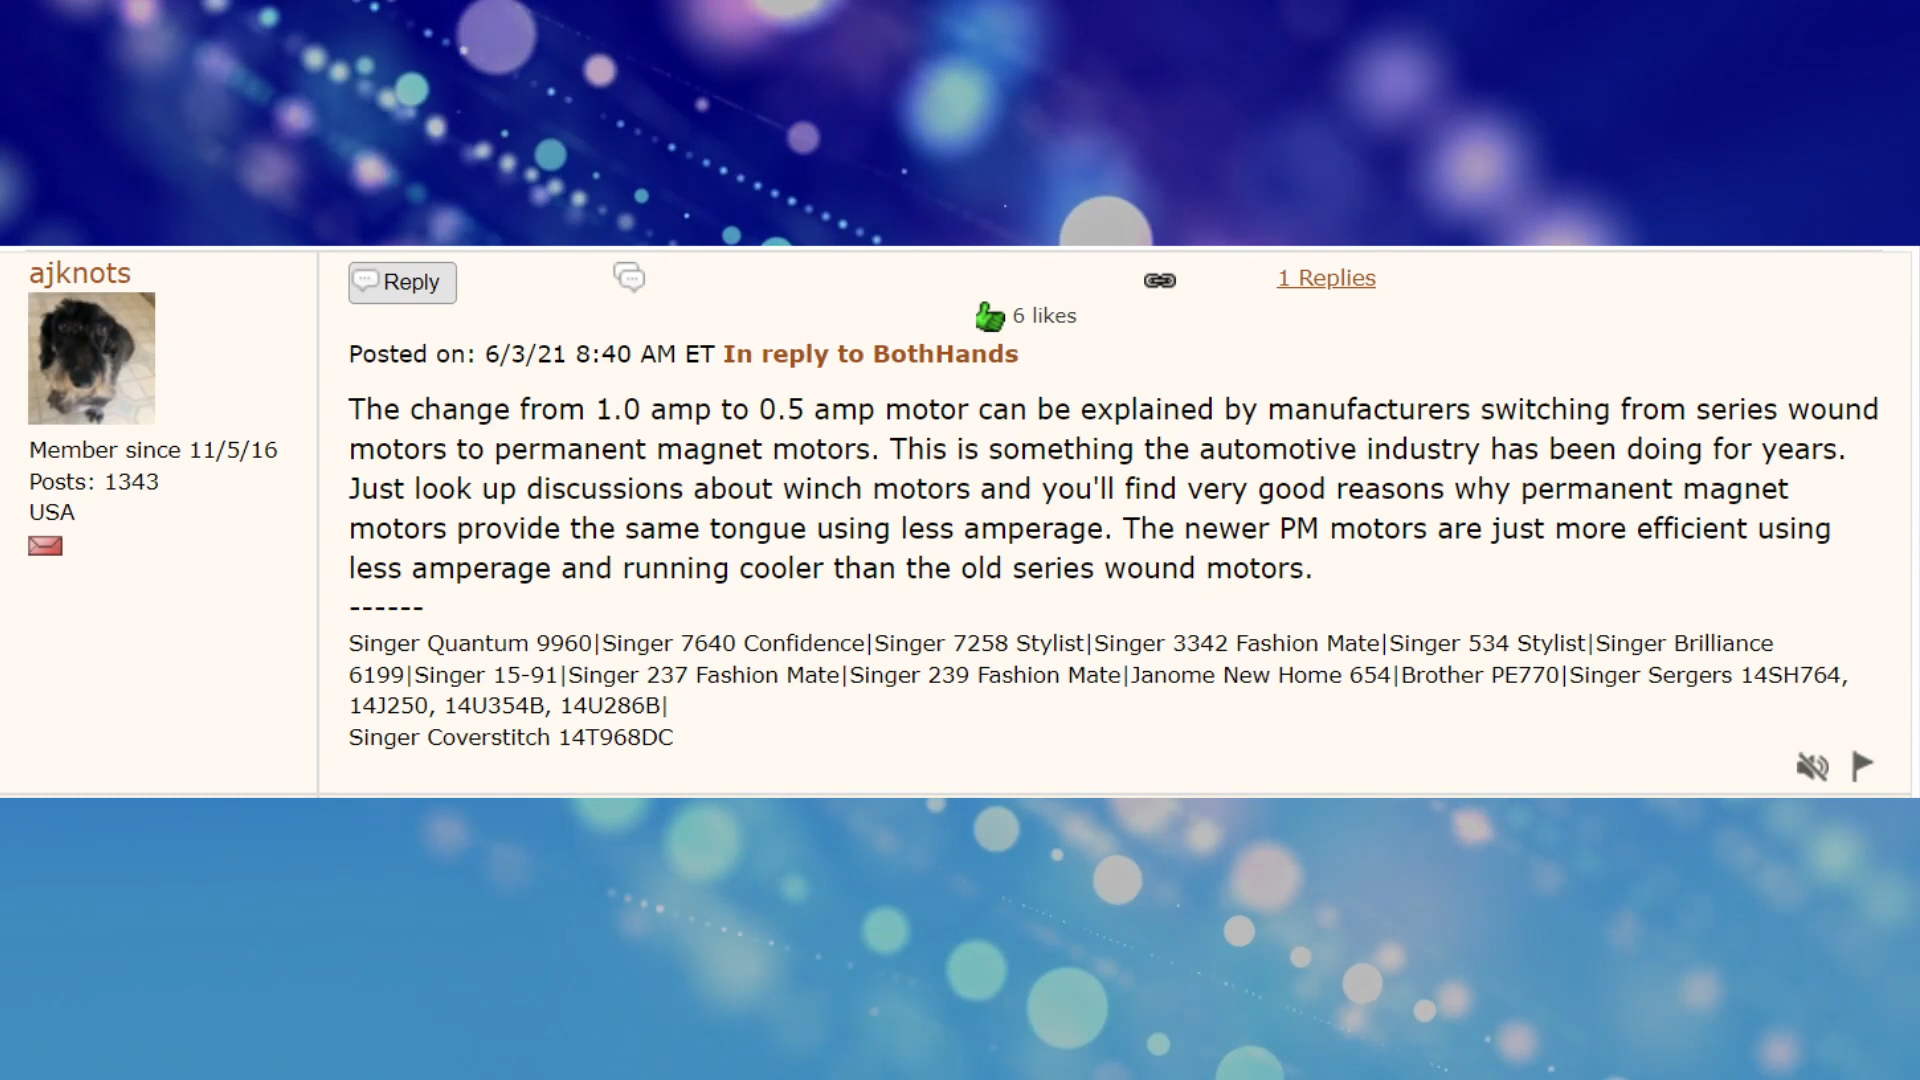 ajknots
Reply
1 Replies
6 likes
Posted on: 6/3/21 8:40 AM ET In reply to BothHands
The change from 1.0 amp to 0.5 amp motor can be explained by manufacturers switching from series wound
motors to permanent magnet motors. This is something the automotive industry has been doing for years.
Just look up discussions about winch motors and you'll find very good reasons why permanent magnet
motors provide the same tongue using less amperage. The newer PM motors are just more efficient using
less amperage and running cooler than the old series wound motors.
------
Singer Quantum 9960|Singer 7640 Confidence|Singer 7258 Stylist|Singer 3342 Fashion Mate|Singer 534 Stylist|Singer Brilliance
6199|Singer 15-91|Singer 237 Fashion Mate|Singer 239 Fashion Mate|Janome New Home 654|Brother PE770|Singer Sergers 14SH764,
14J250, 14U354B, 14U286B|
Singer Coverstitch 14T968DC
Member since 11/5/16
Posts: 1343
USA